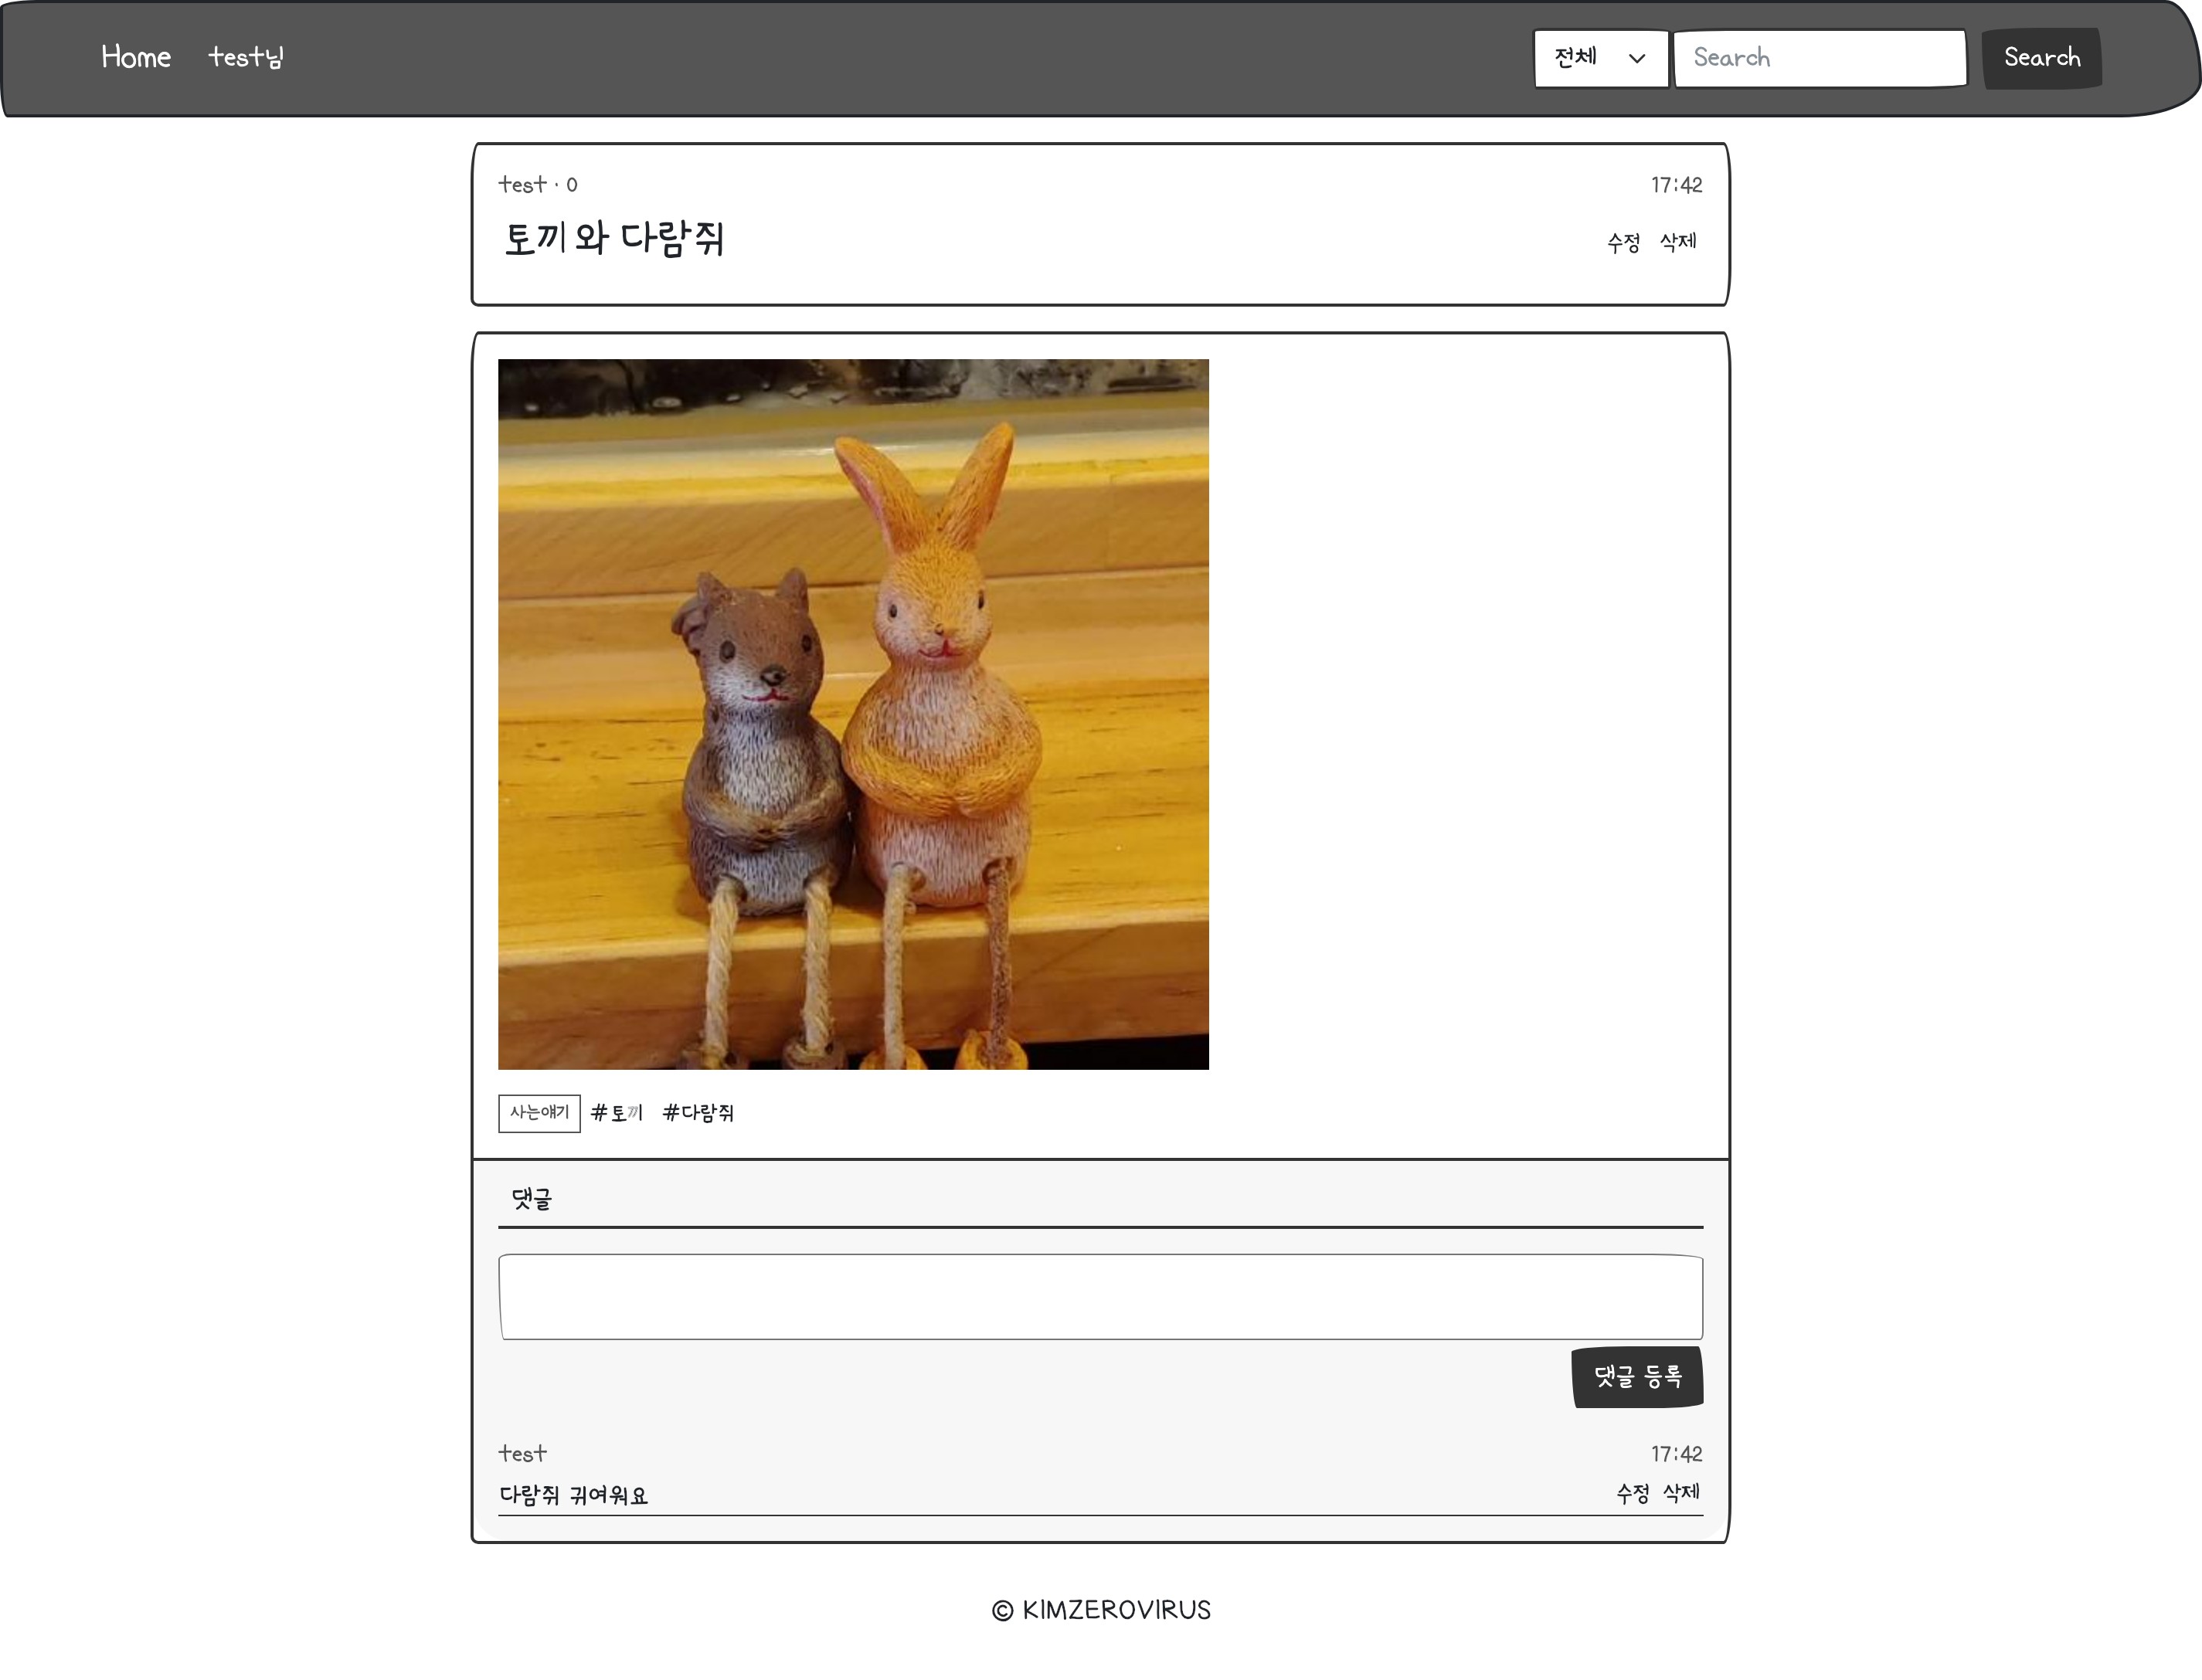 Home test님 전체 Search Search
test · 0 17:42
토끼 와 다람쥐 수정 삭제
사는얘기 #토끼 #다람쥐
댓글
댓글 등록
test 17:42
다람쥐 귀여워요 수정 삭제
© KIMZEROVIRUS